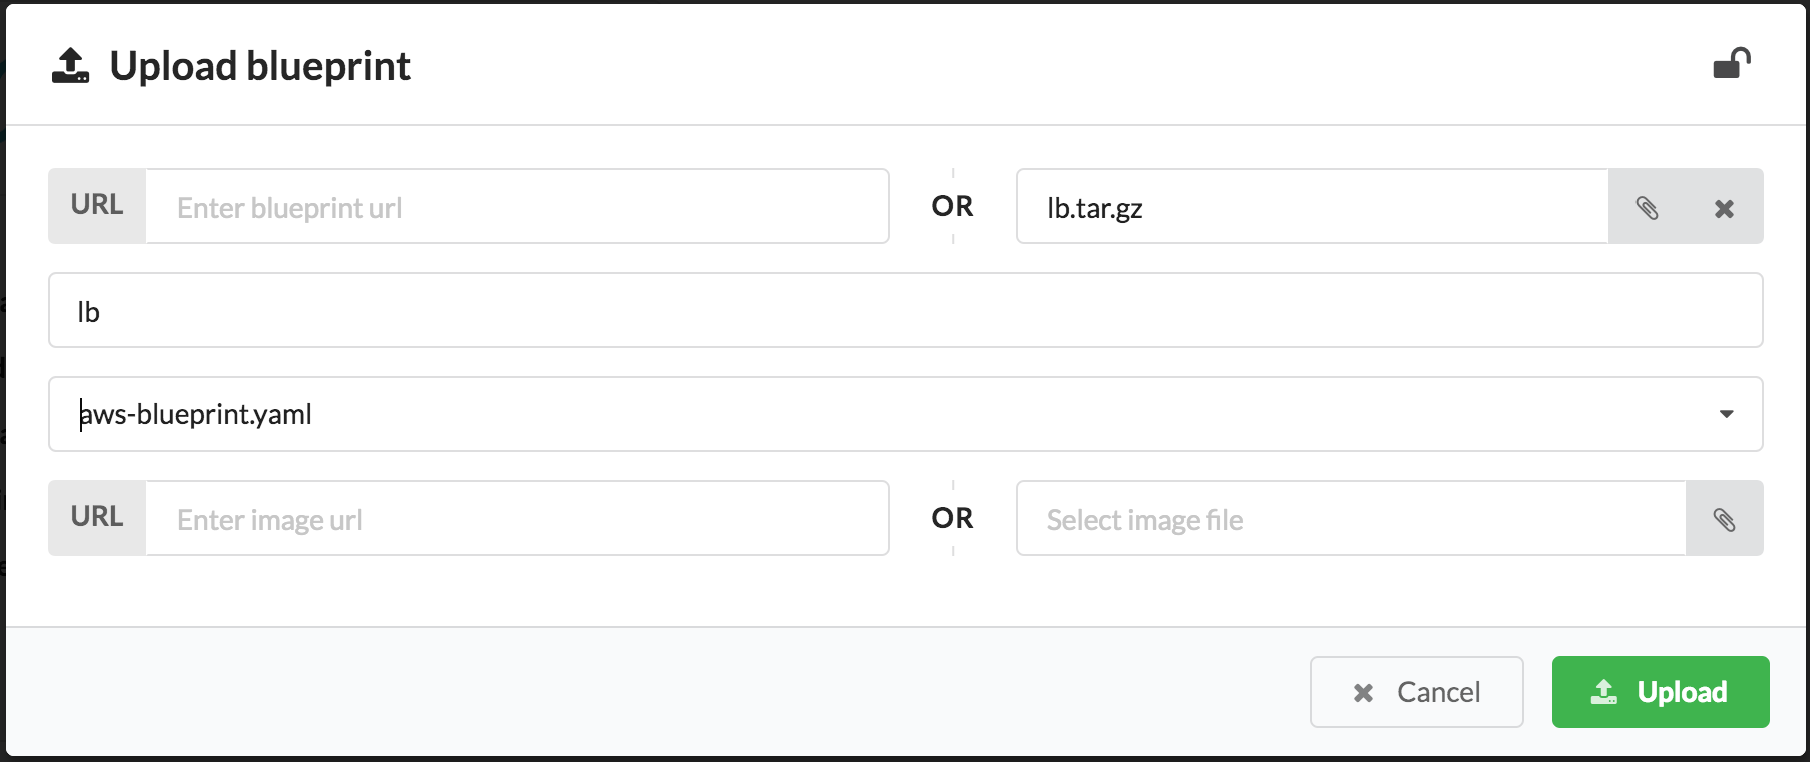 Upload blueprint
URL Enter blueprint url OR lb.tar.gz
lb
aws-blueprint.yaml
URL Enter image url OR Select image file
Cancel Upload